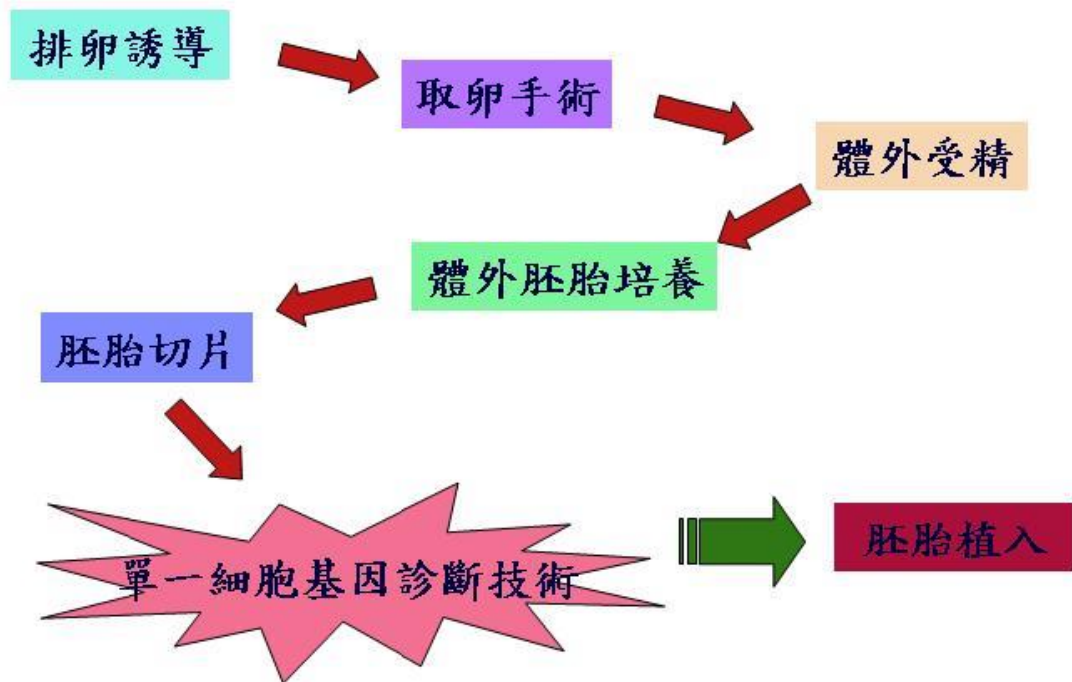 排卵誘導
取卵手術
體外受精
體外胚胎培養
胚胎切片
單一細胞基因診斷技術
胚胎植入